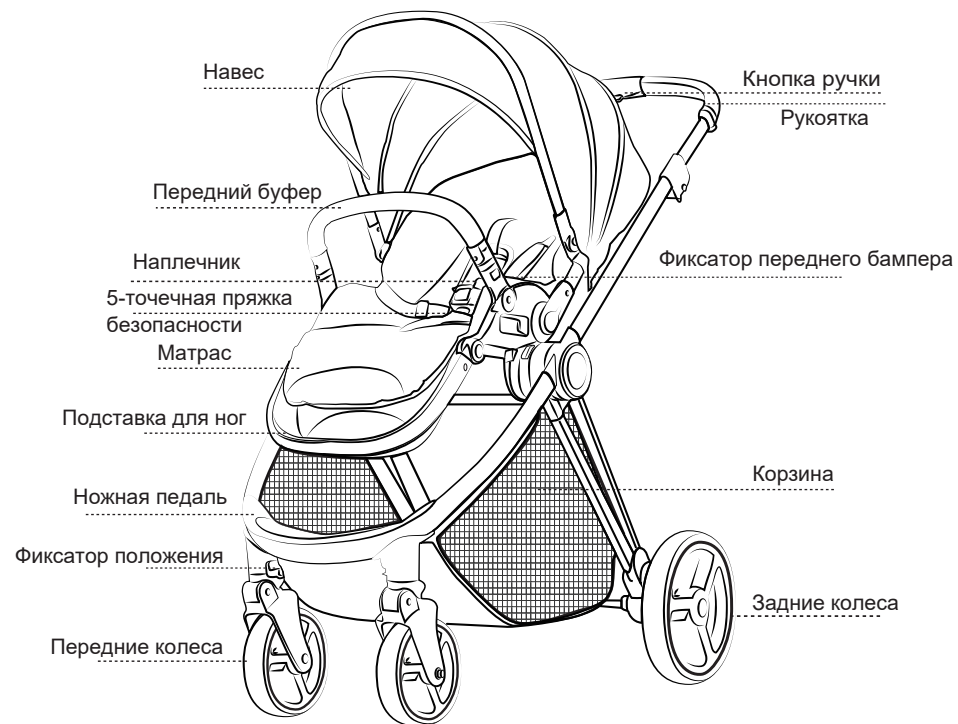 Навес
Кнопка ручки
Рукоятка
Передний буфер
Наплечник
Фиксатор переднего бампера
5-точечная пряжка
безопасности
Матрас
Подставка для ног
Корзина
Ножная педаль
Фиксатор положения
Задние колеса
Передние колеса